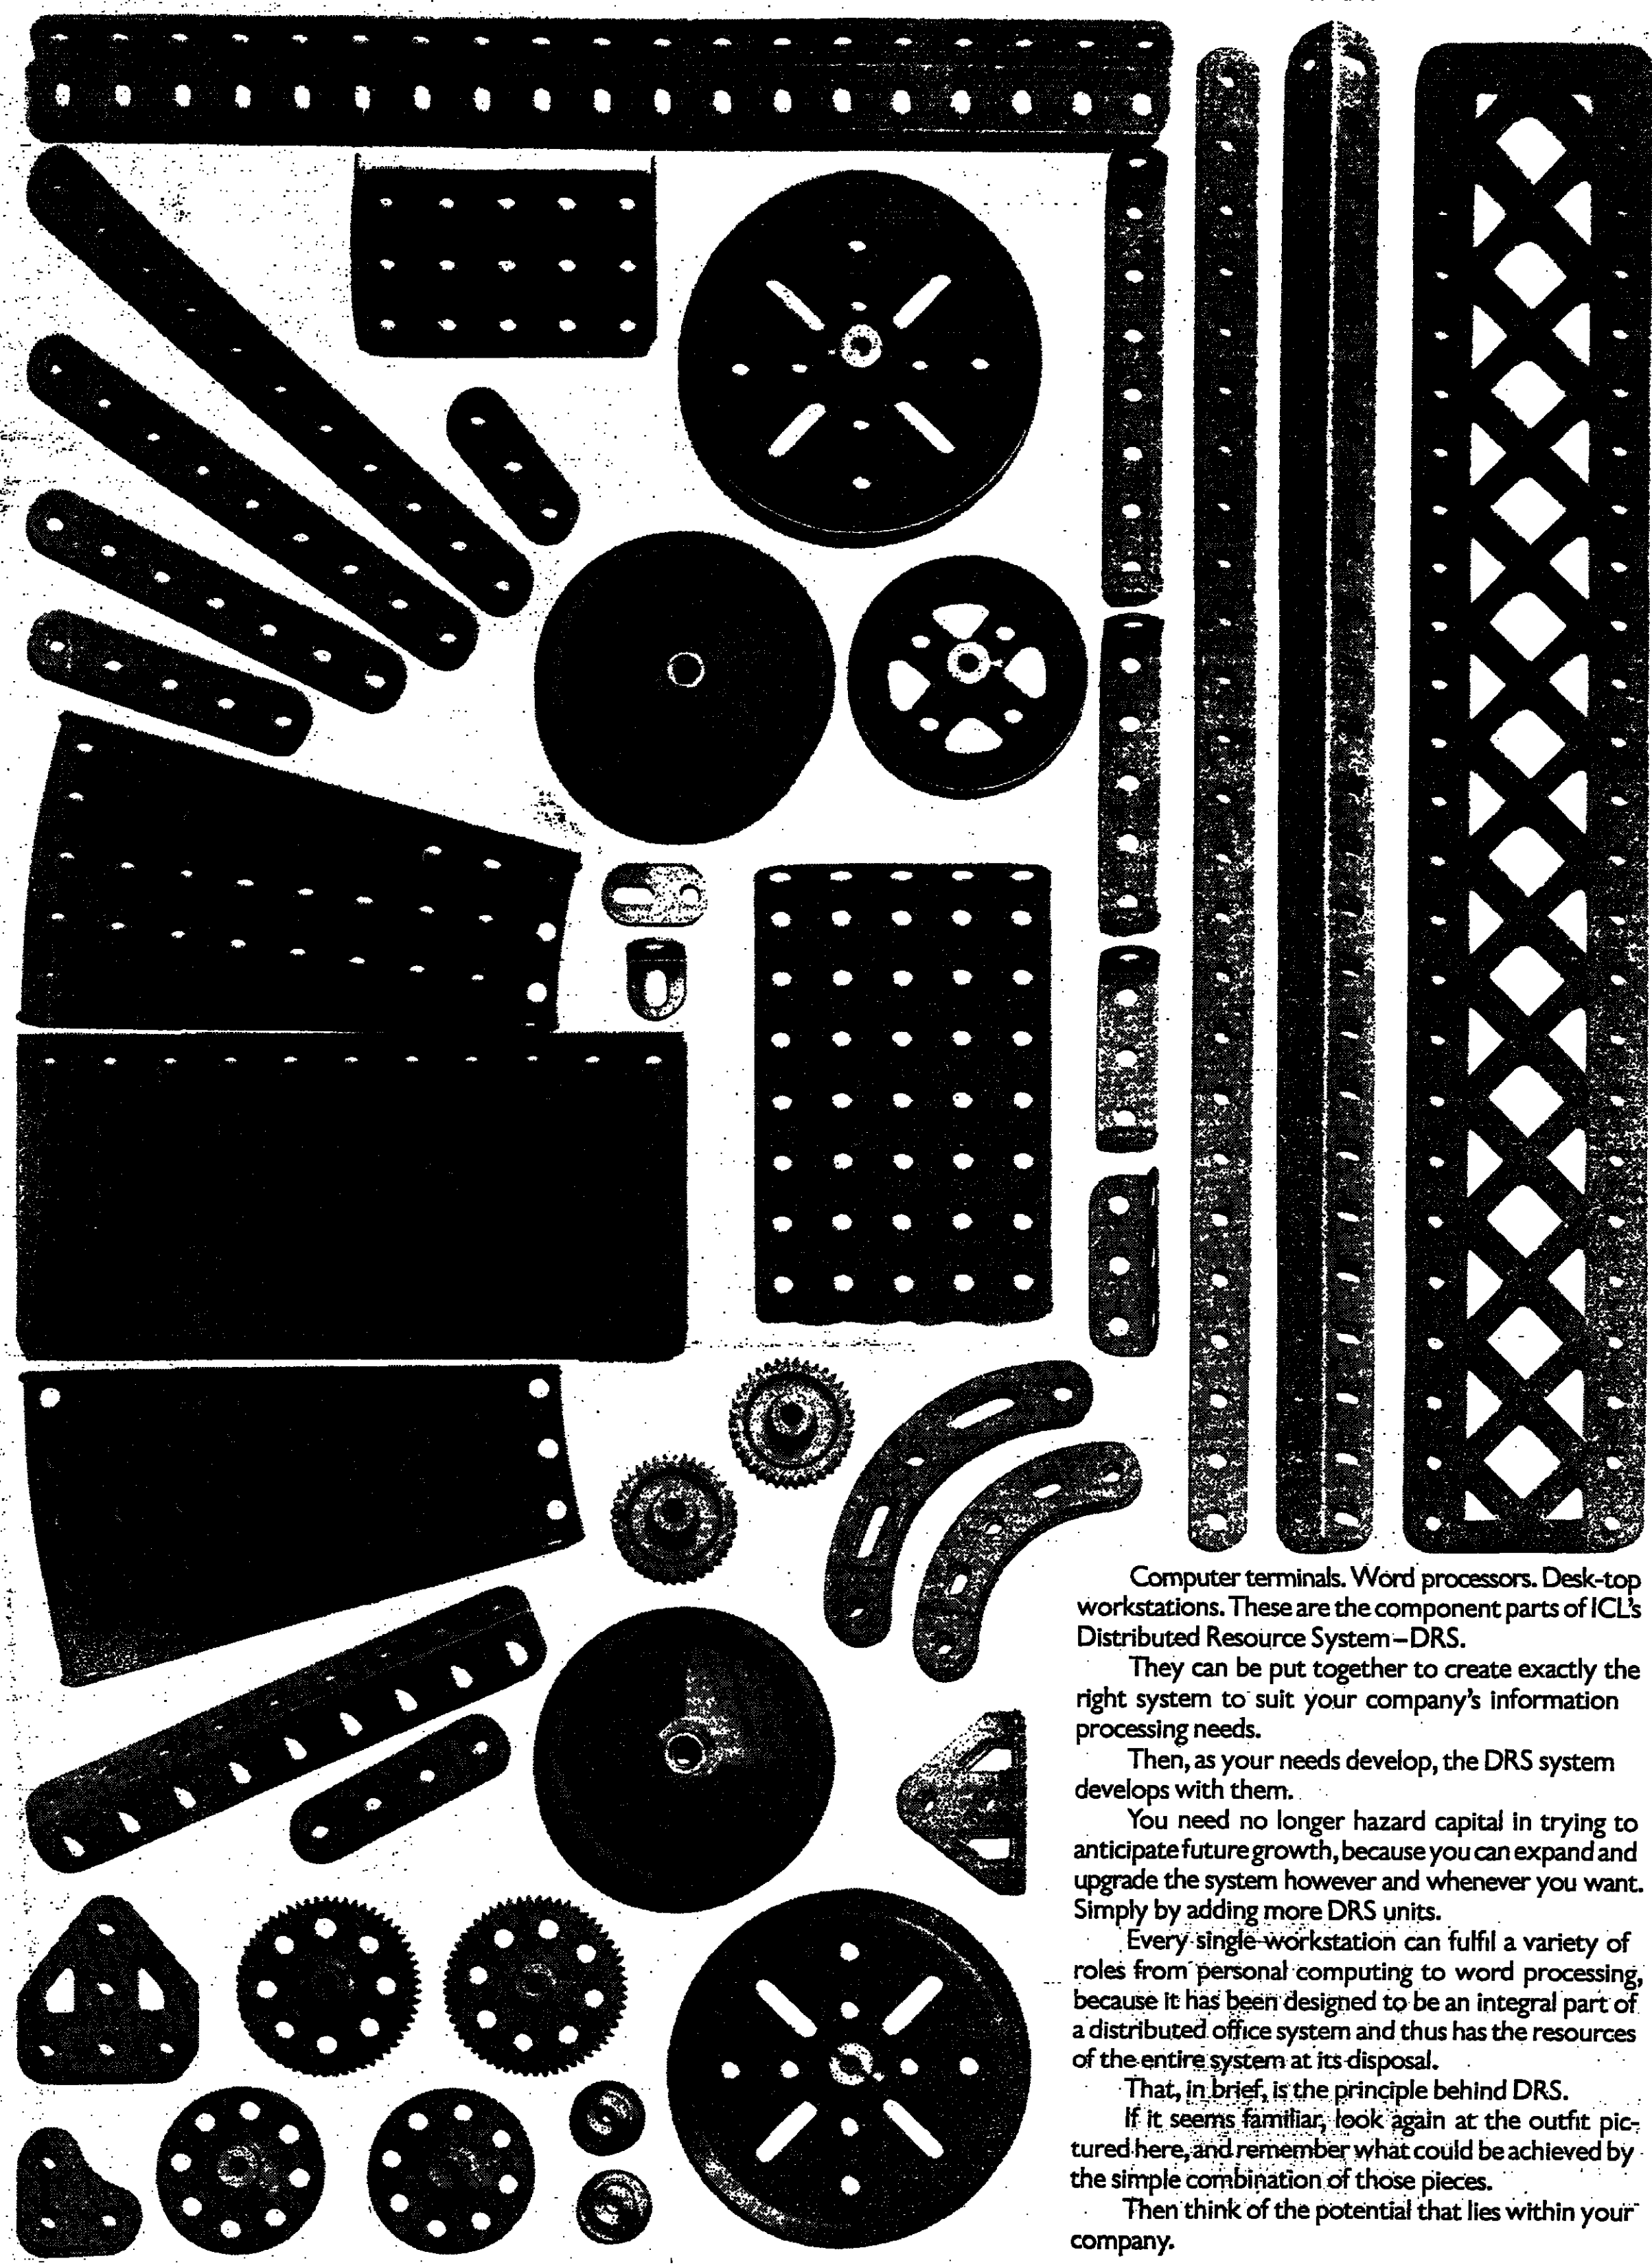 Computer terminals. Word processors. Desk-top
workstations. These are the component parts of ICL's
Distributed Resource System–DRS.
They can be put together to create exactly the
right system to suit your company's information
processing needs.
Then, as your needs develop, the DRS system
develops with them.
You need no longer hazard capital in trying to
anticipate future growth, because you can expand and
upgrade the system however and whenever you want.
Simply by adding more DRS units.
Every single workstation can fulfil a variety of
roles from personal computing to word processing,
because it has been designed to be an integral part of
a distributed office system and thus has the resources
of the entire system at its disposal.
That, in brief, is the principle behind DRS.
If it seems familiar, look again at the outfit pic-
tured here, and remember what could be achieved by
the simple combination of those pieces.
Then think of the potential that lies within your
company.